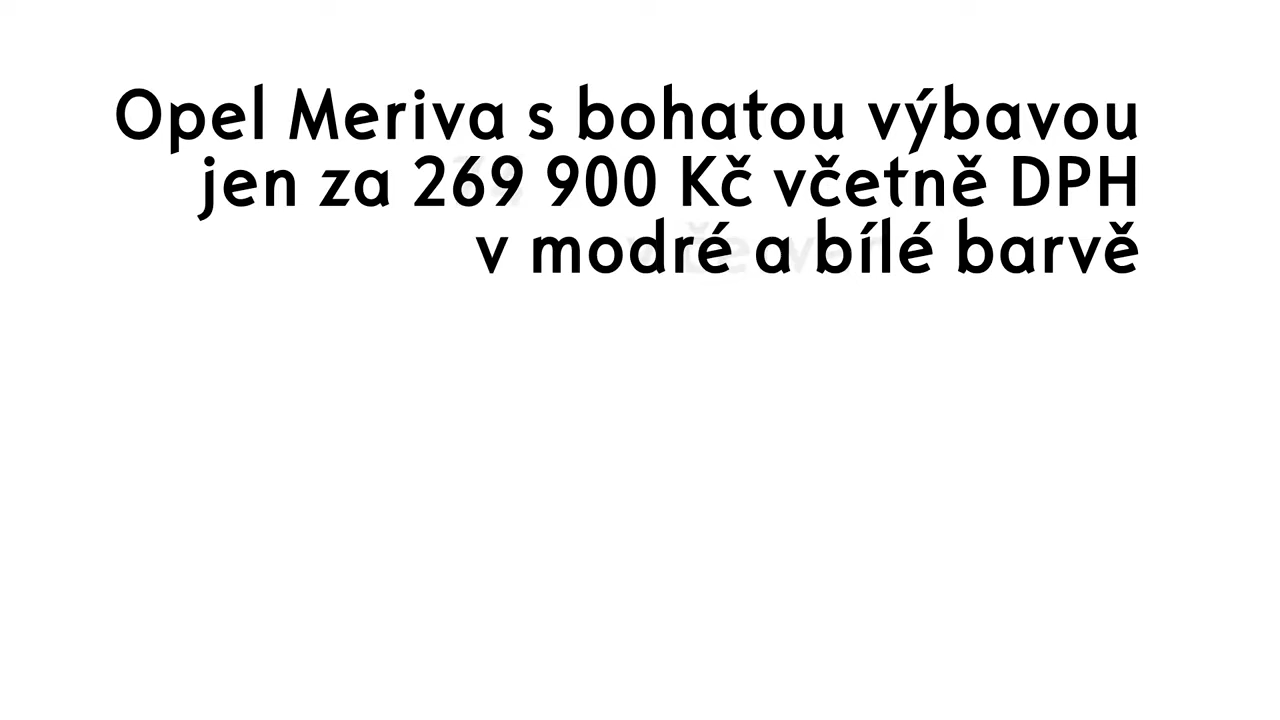 Opel Meriva s bohatou výbavou
jen za 269 900 Kč včetně DPH
v modré a bílé barvě